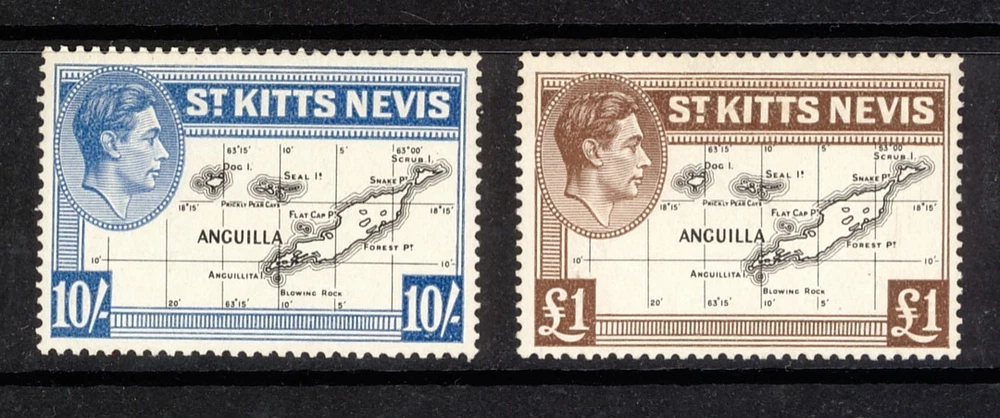 ST. KITTS NEVIS
63°15' 10' 5' 63°00'
SCRUB I.
DOG I.
SEAL Iˢ
SNAKE Pᵗ
PRICKLY PEAR CAYS
18°15' 18°15'
FLAT CAP Pᵗ
ANGUILLA
FOREST Pᵗ
10' 10'
ANGUILLITA I.
BLOWING ROCK
20' 63°15' 10' 5'
10/- 10/-
ST. KITTS NEVIS
63°15' 10' 5' 63°00'
SCRUB I.
DOG I.
SEAL Iˢ
SNAKE Pᵗ
PRICKLY PEAR CAYS
18°15' 18°15'
FLAT CAP Pᵗ
ANGUILLA
FOREST Pᵗ
10' 10'
ANGUILLITA I.
BLOWING ROCK
20' 63°15' 10' 5'
£1 £1